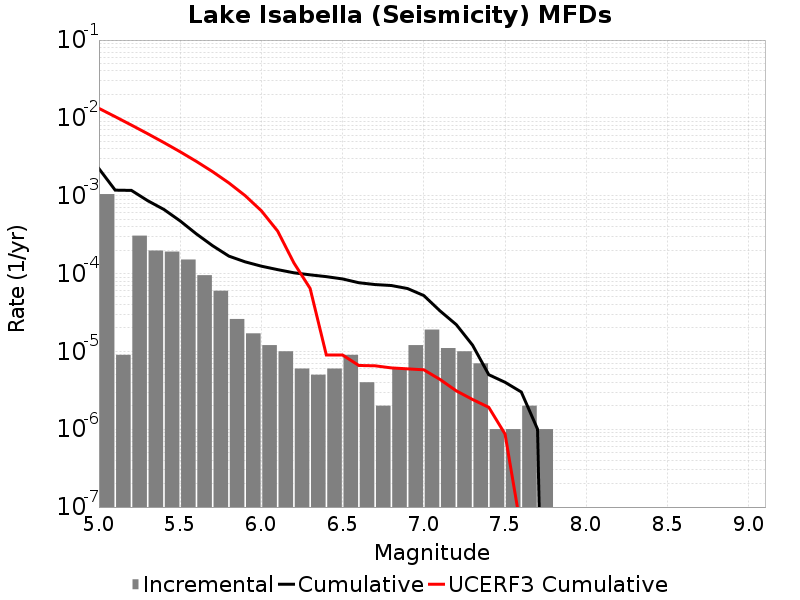 Lake Isabella (Seismicity) MFDs
10-1
10-2
10-3
10-4
10-5
10-6
10-7
Rate (1/yr)
5.0 5.5 6.0 6.5 7.0 7.5 8.0 8.5 9.0
Magnitude
Incremental Cumulative UCERF3 Cumulative